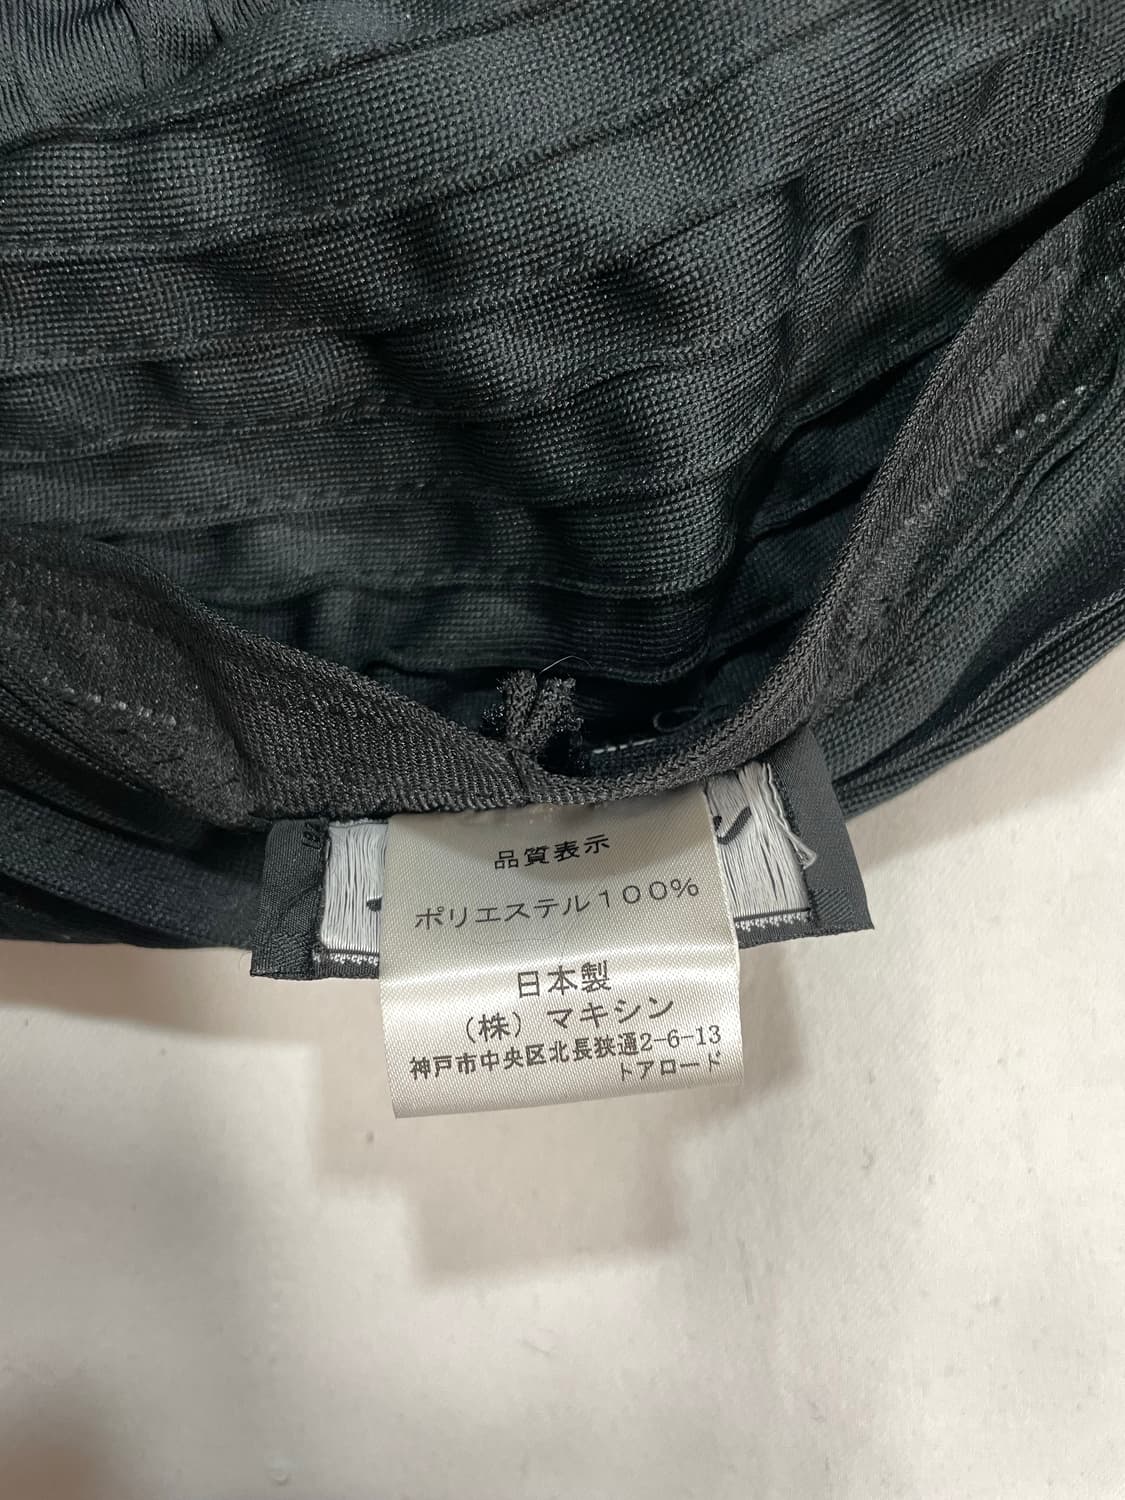 品質表示
ポリエステル１００％
日本製
（株）マキシン
神戸市中央区北長狭通2-6-13
トアロード